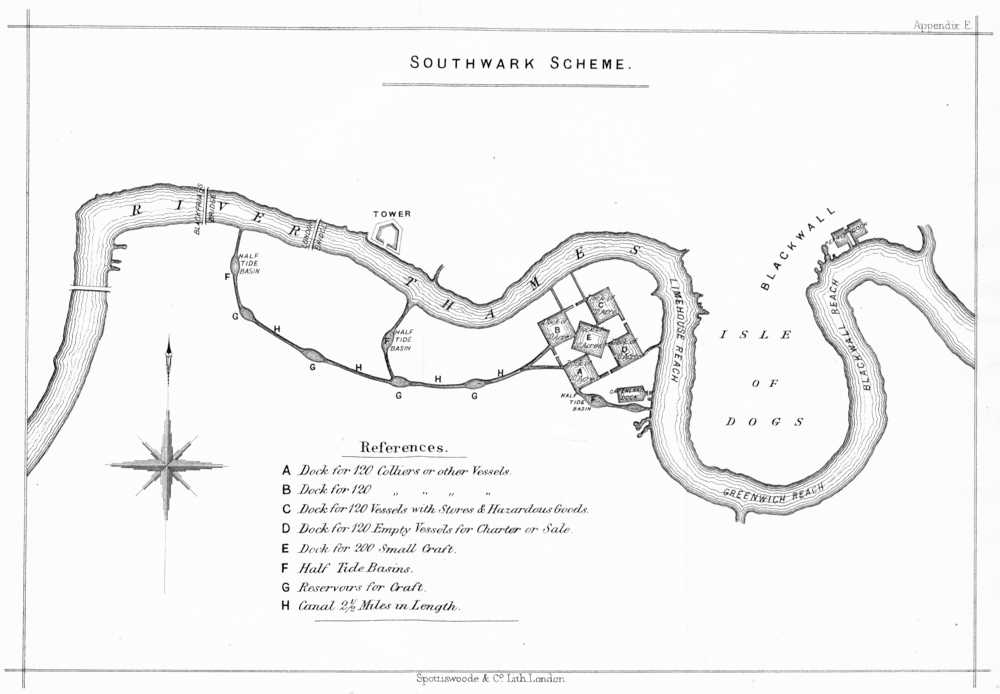 Appendix E
SOUTHWARK SCHEME.
RIVER
THAMES
BLACKFRIARS
BRIDGE
LONDON
BRIDGE
TOWER
BLACKWALL
HALF
TIDE
BASIN
F
G
H
G
H
HALF
TIDE
BASIN
F
G
H
G
H
B
C
E
D
A
HALF
TIDE
BASIN
F
DOCK
LIMEHOUSE REACH
ISLE
OF
DOGS
BLACKWALL REACH
GREENWICH REACH
References.
A Dock for 120 Colliers or other Vessels.
B Dock for 120 „ „ „ „
C Dock for 120 Vessels with Stores & Hazardous Goods.
D Dock for 120 Empty Vessels for Charter or Sale.
E Dock for 200 Small Craft.
F Half Tide Basins.
G Reservoirs for Craft.
H Canal 2½ Miles in Length.
Spottiswoode & Co. Lith. London